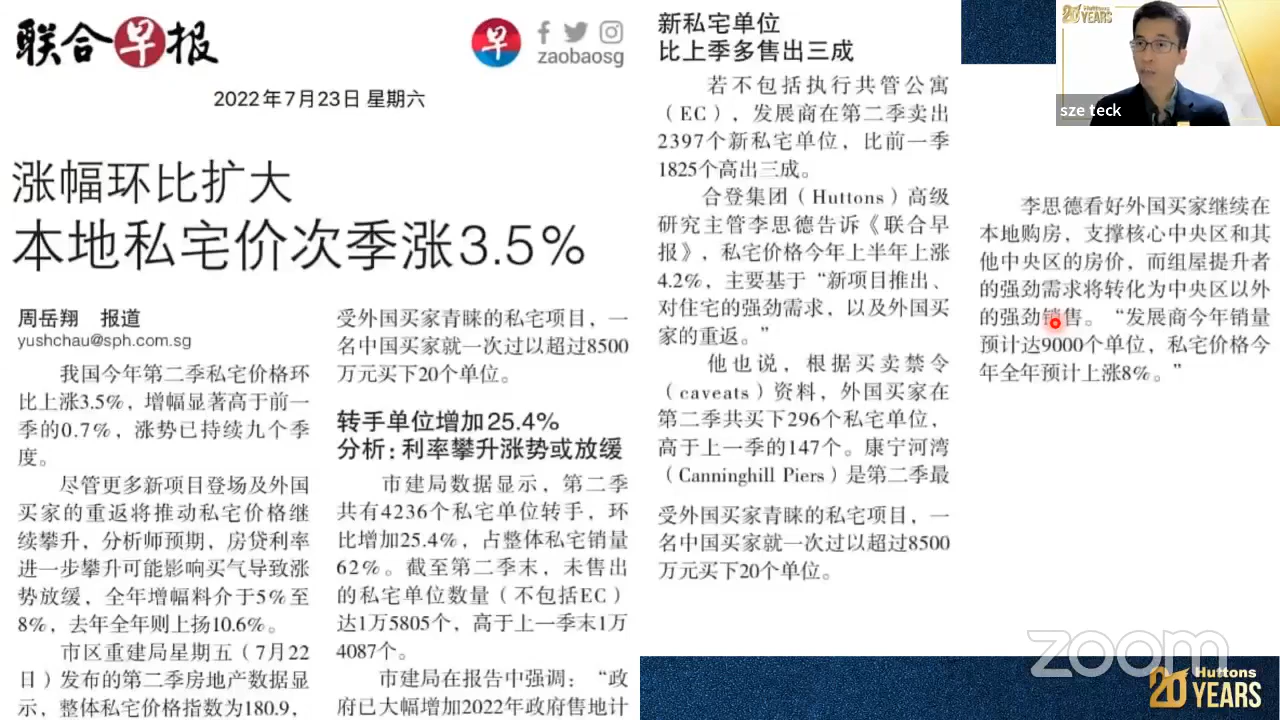 联合早报
早
zaobaosg
2022年7月23日 星期六
涨幅环比扩大
本地私宅价次季涨3.5%
周岳翔 报道
yushchau@sph.com.sg
我国今年第二季私宅价格环
比上涨3.5%，增幅显著高于前一
季的0.7%，涨势已持续九个季
度。
尽管更多新项目登场及外国
买家的重返将推动私宅价格继
续攀升，分析师预期，房贷利率
进一步攀升可能影响买气导致涨
势放缓，全年增幅料介于5%至
8%，去年全年则上扬10.6%。
市区重建局星期五（7月22
日）发布的第二季房地产数据显
示，整体私宅价格指数为180.9，
受外国买家青睐的私宅项目，一
名中国买家就一次过以超过8500
万元买下20个单位。
转手单位增加25.4%
分析：利率攀升涨势或放缓
市建局数据显示，第二季
共有4236个私宅单位转手，环
比增加25.4%，占整体私宅销量
62%。截至第二季末，未售出
的私宅单位数量（不包括EC）
达1万5805个，高于上一季末1万
4087个。
市建局在报告中强调：“政
府已大幅增加2022年政府售地计
新私宅单位
比上季多售出三成
若不包括执行共管公寓
（EC），发展商在第二季卖出
2397个新私宅单位，比前一季
1825个高出三成。
合登集团（Huttons）高级
研究主管李思德告诉《联合早
报》，私宅价格今年上半年上涨
4.2%，主要基于“新项目推出、
对住宅的强劲需求，以及外国买
家的重返。”
他也说，根据买卖禁令
（caveats）资料，外国买家在
第二季共买下296个私宅单位，
高于上一季的147个。康宁河湾
（Canninghill Piers）是第二季最
受外国买家青睐的私宅项目，一
名中国买家就一次过以超过8500
万元买下20个单位。
李思德看好外国买家继续在
本地购房，支撑核心中央区和其
他中央区的房价，而组屋提升者
的强劲需求将转化为中央区以外
的强劲销售。“发展商今年销量
预计达9000个单位，私宅价格今
年全年预计上涨8%。”
Huttons
20 YEARS
sze teck
zoom
Huttons
20 YEARS